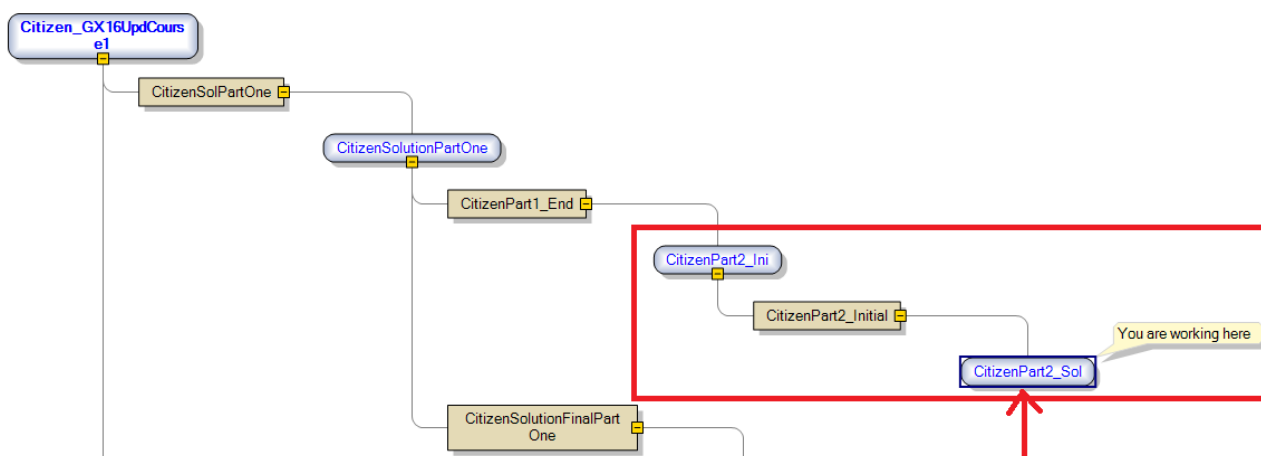 Citizen_GX16UpdCours
e1
CitizenSolPartOne
CitizenSolutionPartOne
CitizenPart1_End
CitizenPart2_Ini
CitizenPart2_Initial
You are working here
CitizenPart2_Sol
CitizenSolutionFinalPart
One